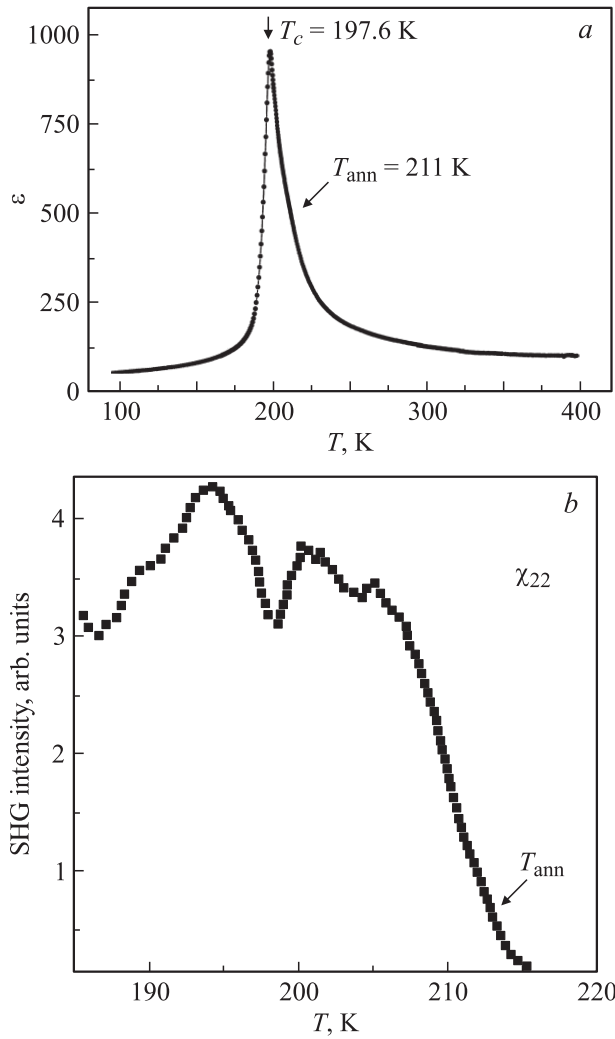 1000
T_c = 197.6 K
a
750
T_ann = 211 K
ε
500
250
0
100
200
300
400
T, K
b
4
χ_22
3
SHG intensity, arb. units
2
1
T_ann
190
200
210
220
T, K